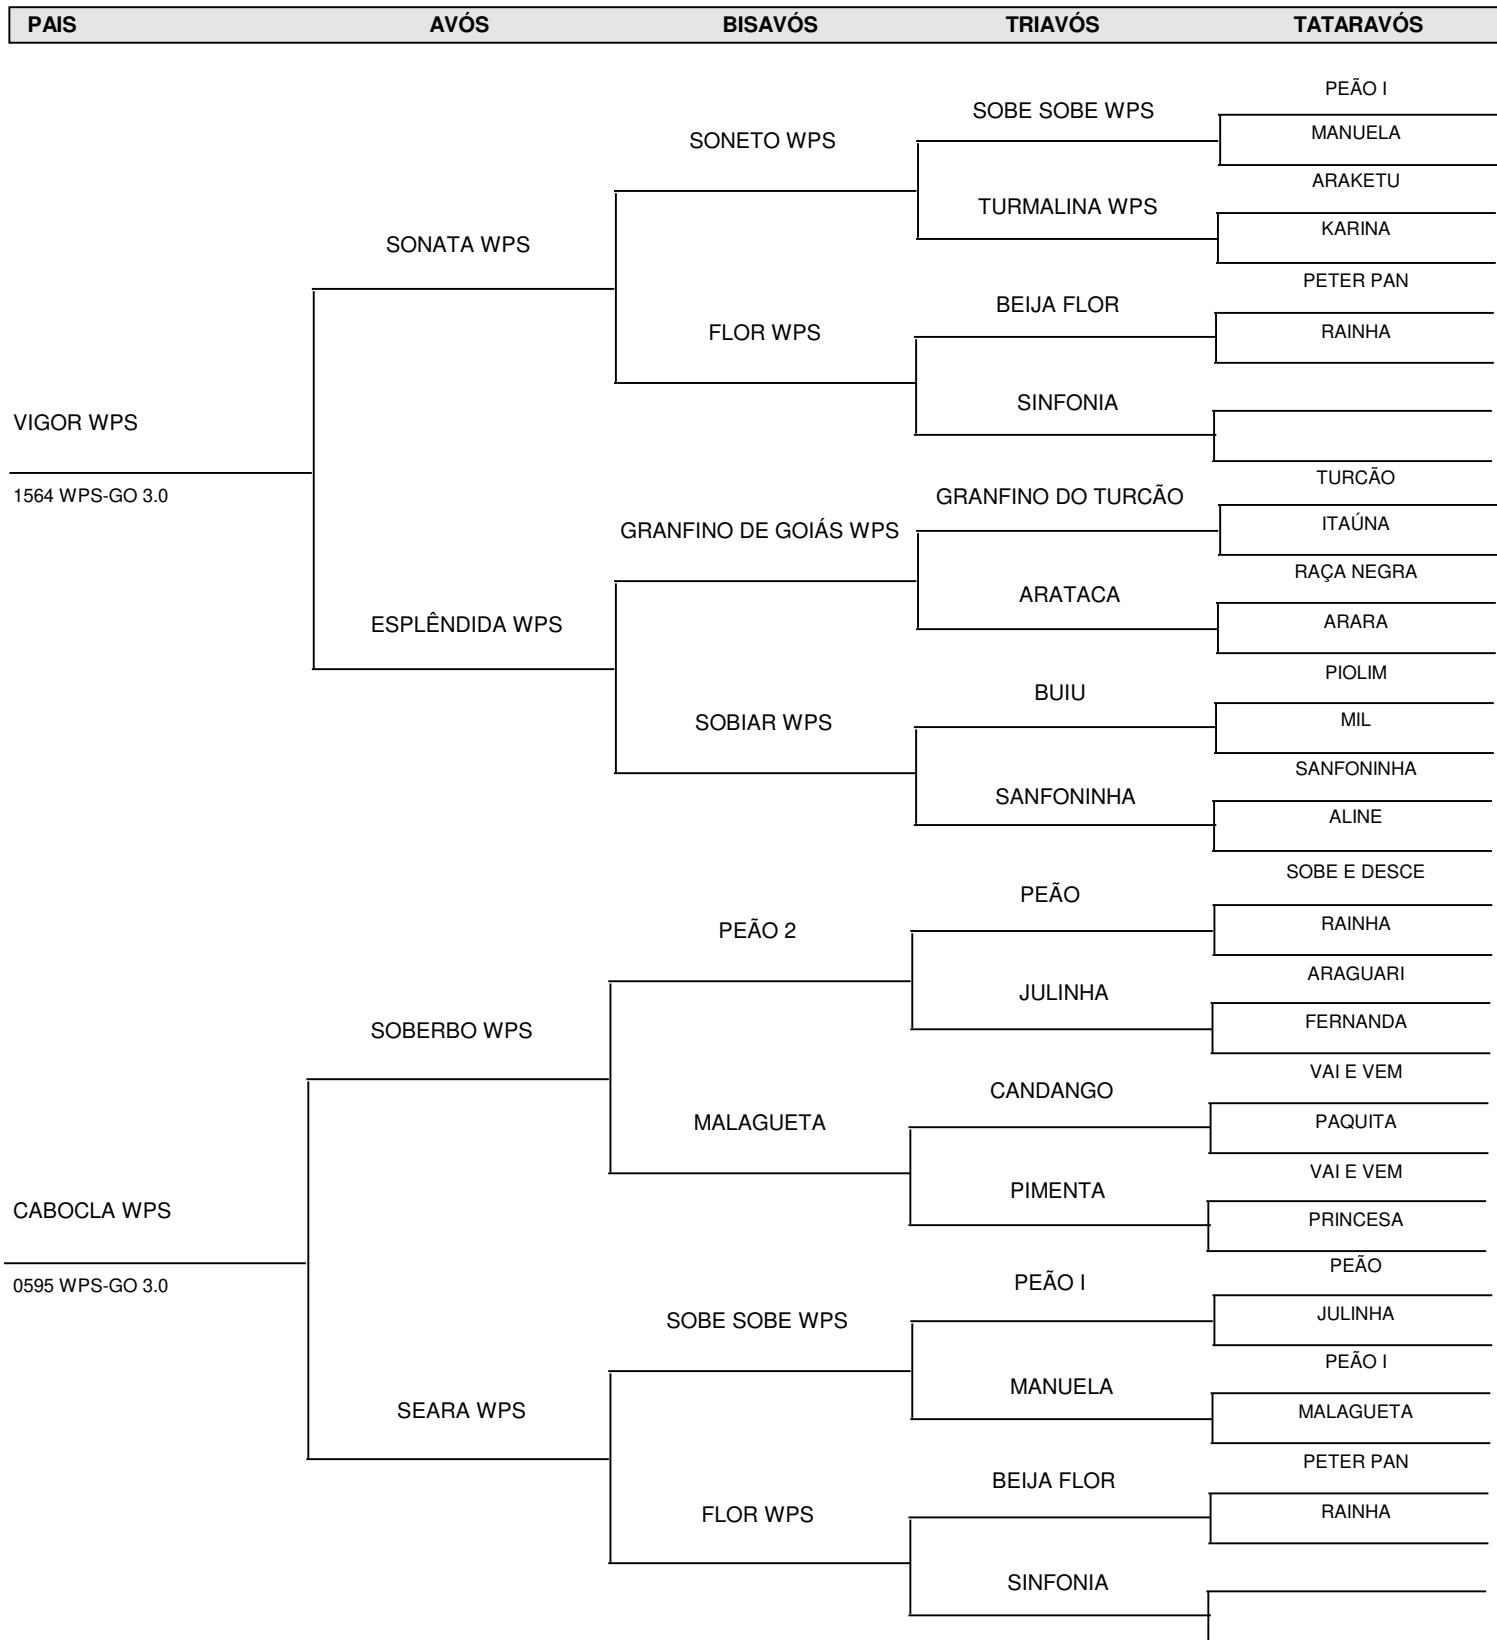 PAIS AVÓS BISAVÓS TRIAVÓS TATARAVÓS
PEÃO I
SOBE SOBE WPS
MANUELA
SONETO WPS
ARAKETU
TURMALINA WPS
KARINA
SONATA WPS
PETER PAN
BEIJA FLOR
RAINHA
FLOR WPS
SINFONIA
VIGOR WPS
TURCÃO
1564 WPS-GO 3.0
GRANFINO DO TURCÃO
ITAÚNA
GRANFINO DE GOIÁS WPS
RAÇA NEGRA
ARATACA
ARARA
ESPLÊNDIDA WPS
PIOLIM
BUIU
MIL
SOBIAR WPS
SANFONINHA
SANFONINHA
ALINE
SOBE E DESCE
PEÃO
RAINHA
PEÃO 2
ARAGUARI
JULINHA
FERNANDA
SOBERBO WPS
VAI E VEM
CANDANGO
PAQUITA
MALAGUETA
VAI E VEM
PIMENTA
CABOCLA WPS
PRINCESA
PEÃO
0595 WPS-GO 3.0
PEÃO I
JULINHA
SOBE SOBE WPS
PEÃO I
MANUELA
SEARA WPS
MALAGUETA
PETER PAN
BEIJA FLOR
RAINHA
FLOR WPS
SINFONIA